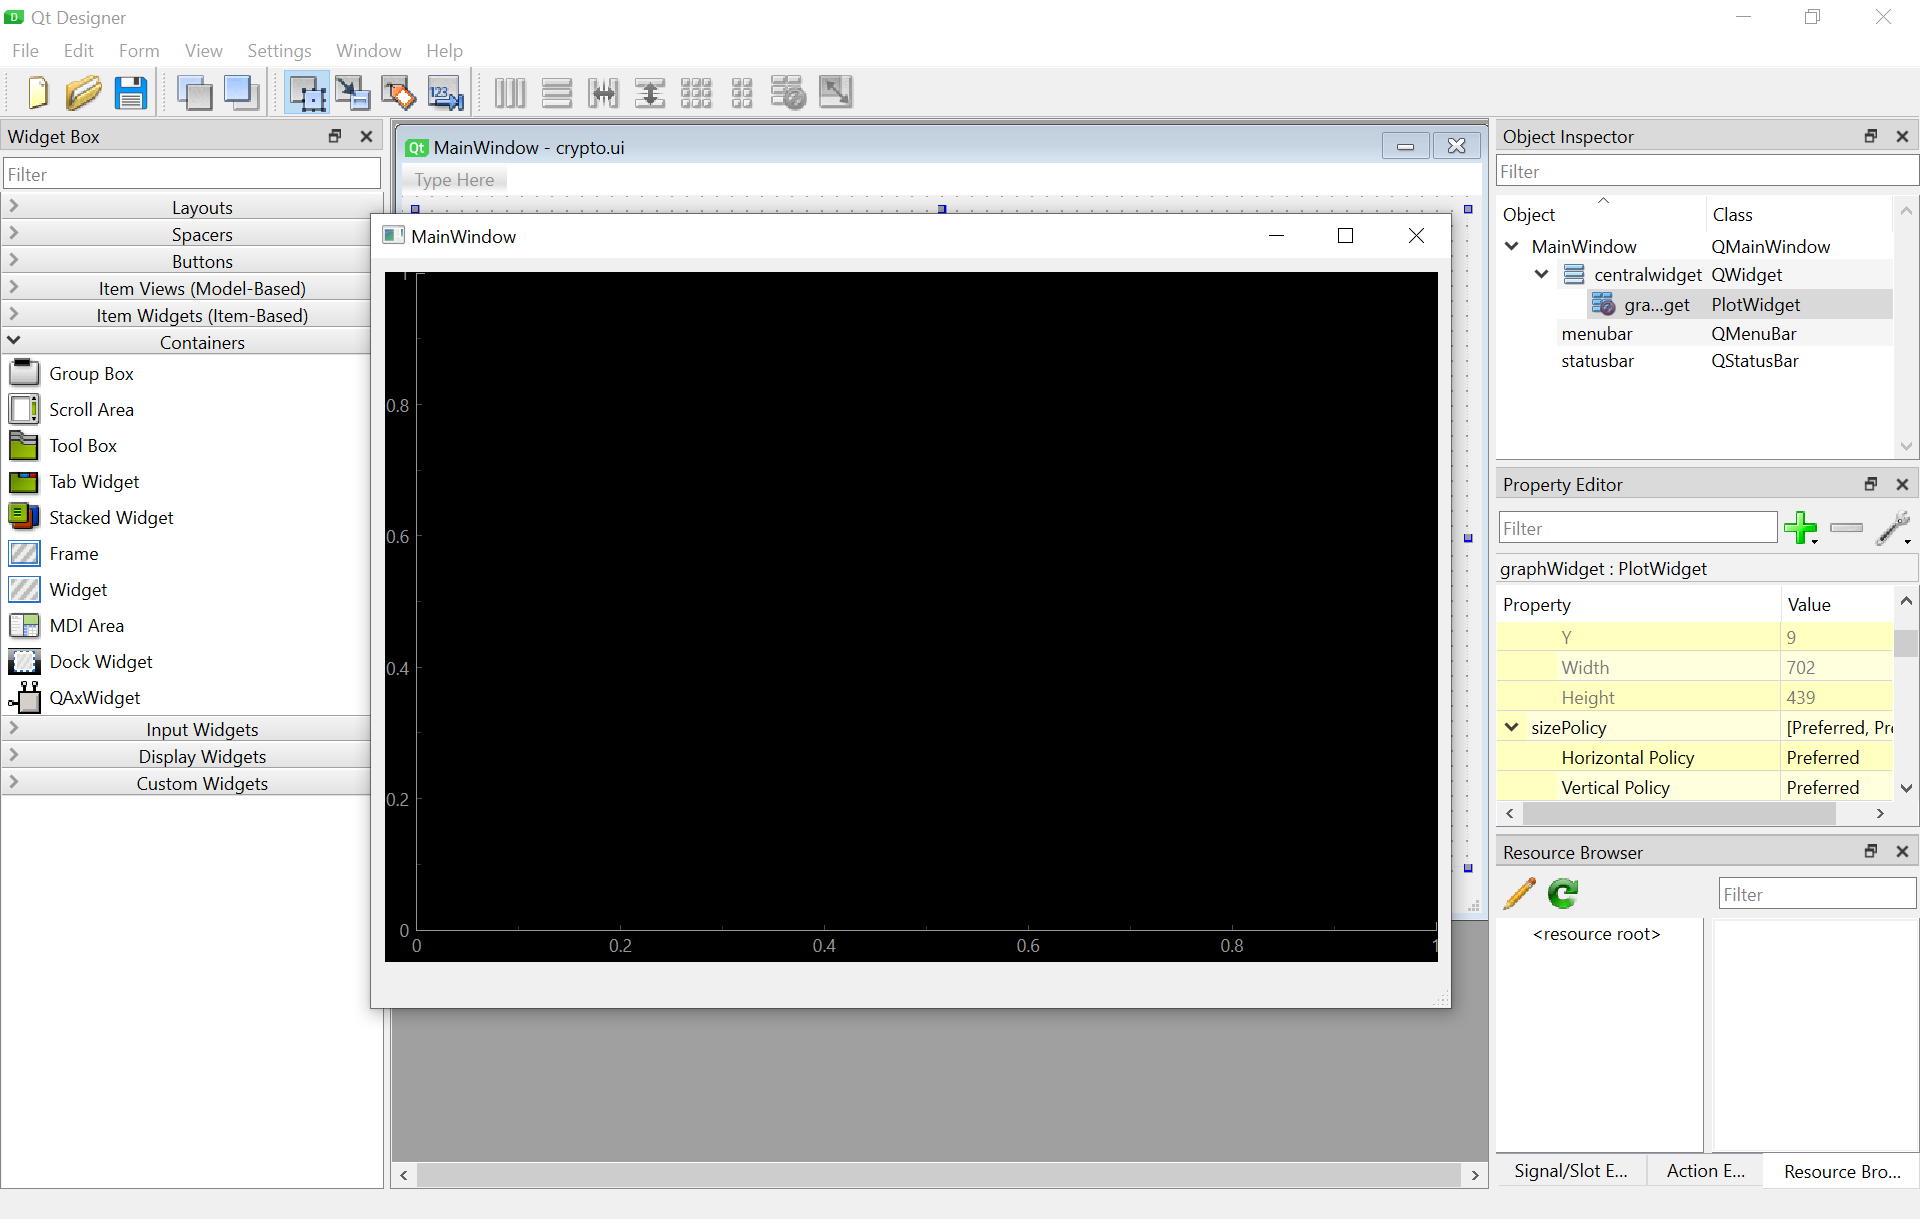 Qt Designer
File Edit Form View Settings Window Help
123
Widget Box
Filter
Layouts
Spacers
Buttons
Item Views (Model-Based)
Item Widgets (Item-Based)
Containers
Group Box
Scroll Area
Tool Box
Tab Widget
Stacked Widget
Frame
Widget
MDI Area
Dock Widget
QAxWidget
Input Widgets
Display Widgets
Custom Widgets
Qt MainWindow - crypto.ui
Type Here
MainWindow
1
0.8
0.6
0.4
0.2
0
0 0.2 0.4 0.6 0.8 1
Object Inspector
Filter
Object Class
MainWindow QMainWindow
centralwidget QWidget
gra...get PlotWidget
menubar QMenuBar
statusbar QStatusBar
Property Editor
Filter
graphWidget : PlotWidget
Property Value
Y 9
Width 702
Height 439
sizePolicy [Preferred, Pre
Horizontal Policy Preferred
Vertical Policy Preferred
Resource Browser
Filter
<resource root>
Signal/Slot E... Action E... Resource Bro...